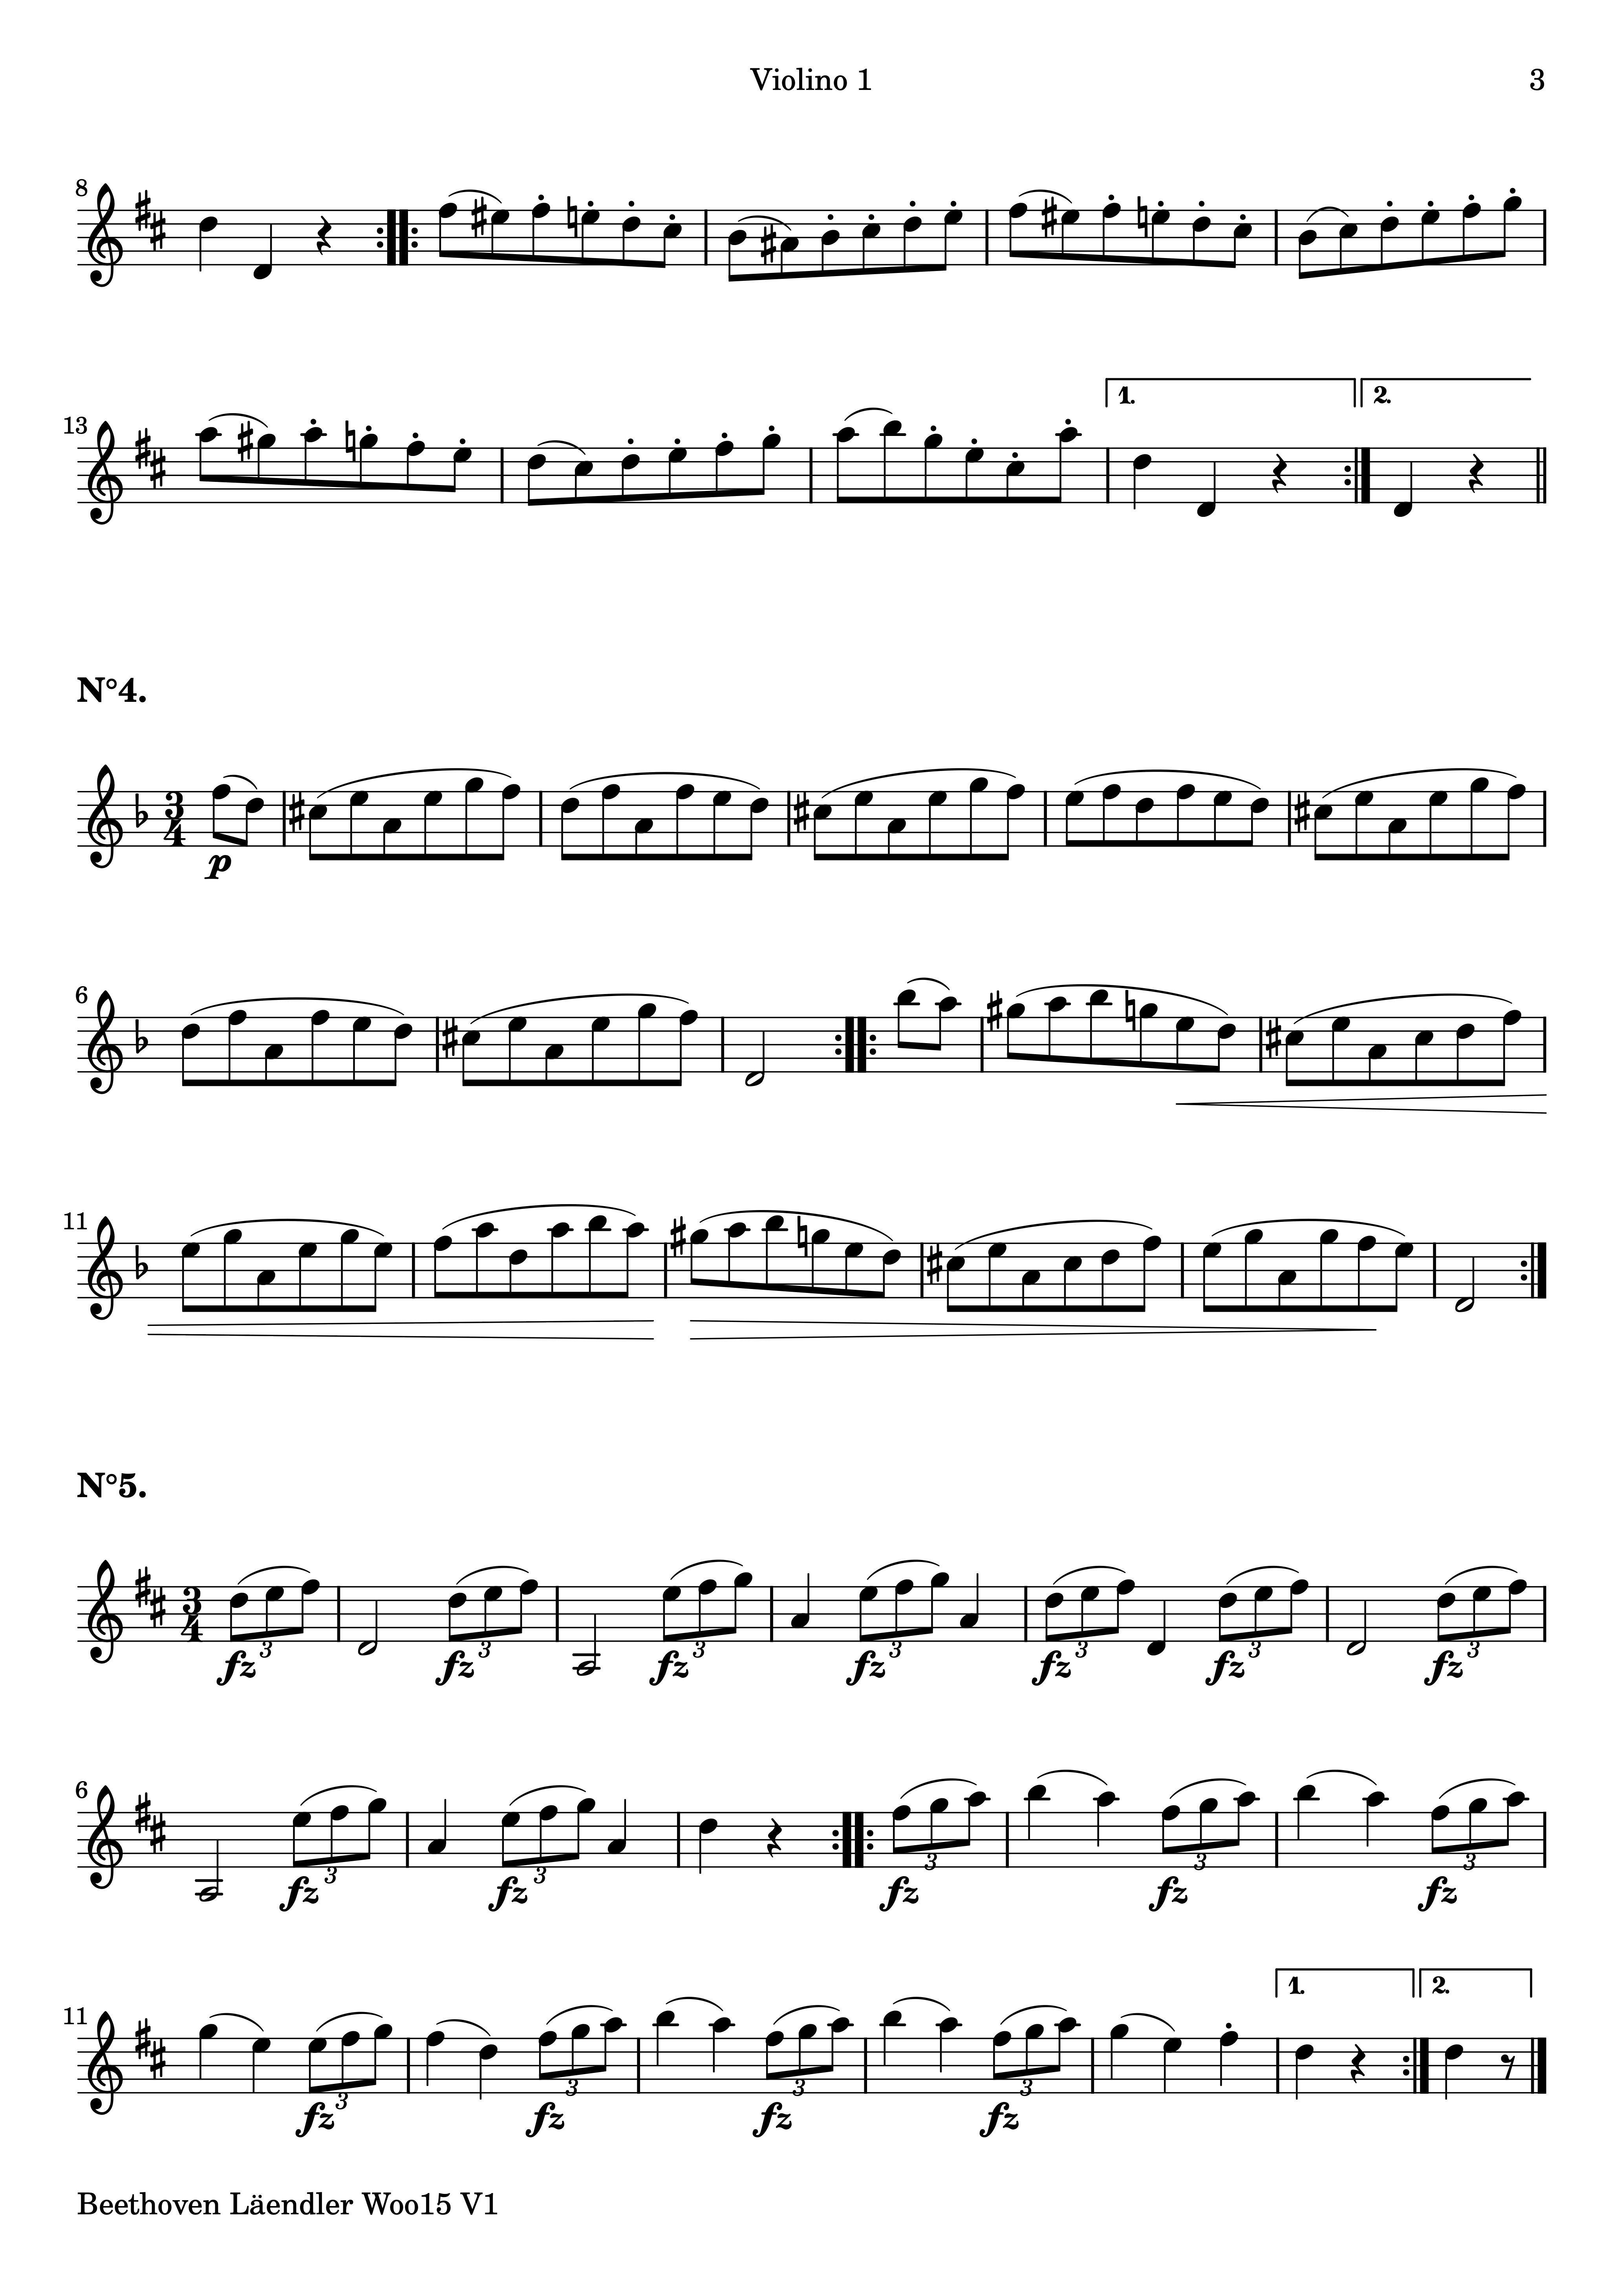 Violino 1 3
8
1. 2.
13
N°4.
3
4
p
6
11
N°5.
3
4
3 3 3 3 3 3 3
fz fz fz fz fz fz fz
6
3 3 3 3 3
fz fz fz fz fz
1. 2.
11
3 3 3 3
fz fz fz fz
Beethoven Läendler Woo15 V1